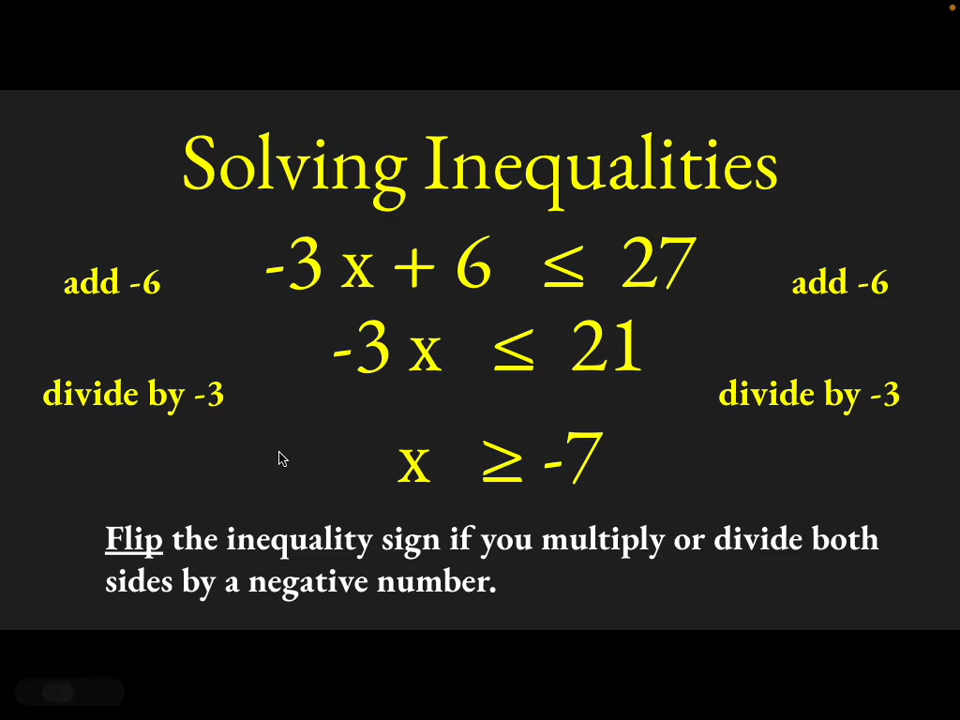 Solving Inequalities
add -6 -3 x + 6 ≤ 27 add -6
-3 x ≤ 21
divide by -3 divide by -3
x ≥ -7
Flip the inequality sign if you multiply or divide both
sides by a negative number.